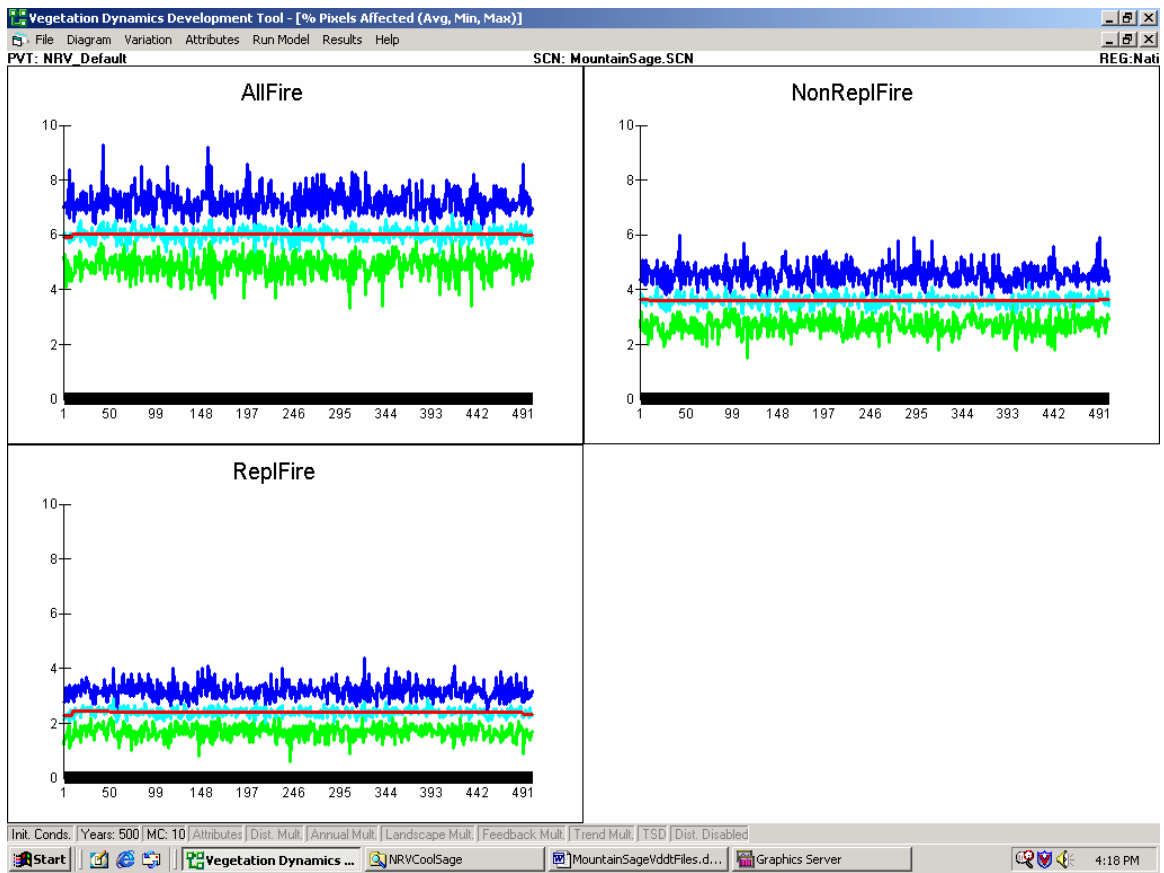 Vegetation Dynamics Development Tool - [% Pixels Affected (Avg, Min, Max)]
File Diagram Variation Attributes Run Model Results Help
PVT: NRV_Default SCN: MountainSage.SCN REG:Nati
AllFire
10
8
6
4
2
0
1 50 99 148 197 246 295 344 393 442 491
NonReplFire
10
8
6
4
2
0
1 50 99 148 197 246 295 344 393 442 491
ReplFire
10
8
6
4
2
0
1 50 99 148 197 246 295 344 393 442 491
Init. Conds. Years: 500 MC: 10 Attributes Dist. Mult. Annual Mult. Landscape Mult. Feedback Mult. Trend Mult. TSD Dist. Disabled
Start Vegetation Dynamics ... NRVCoolSage MountainSageVddtFiles.d... Graphics Server 4:18 PM